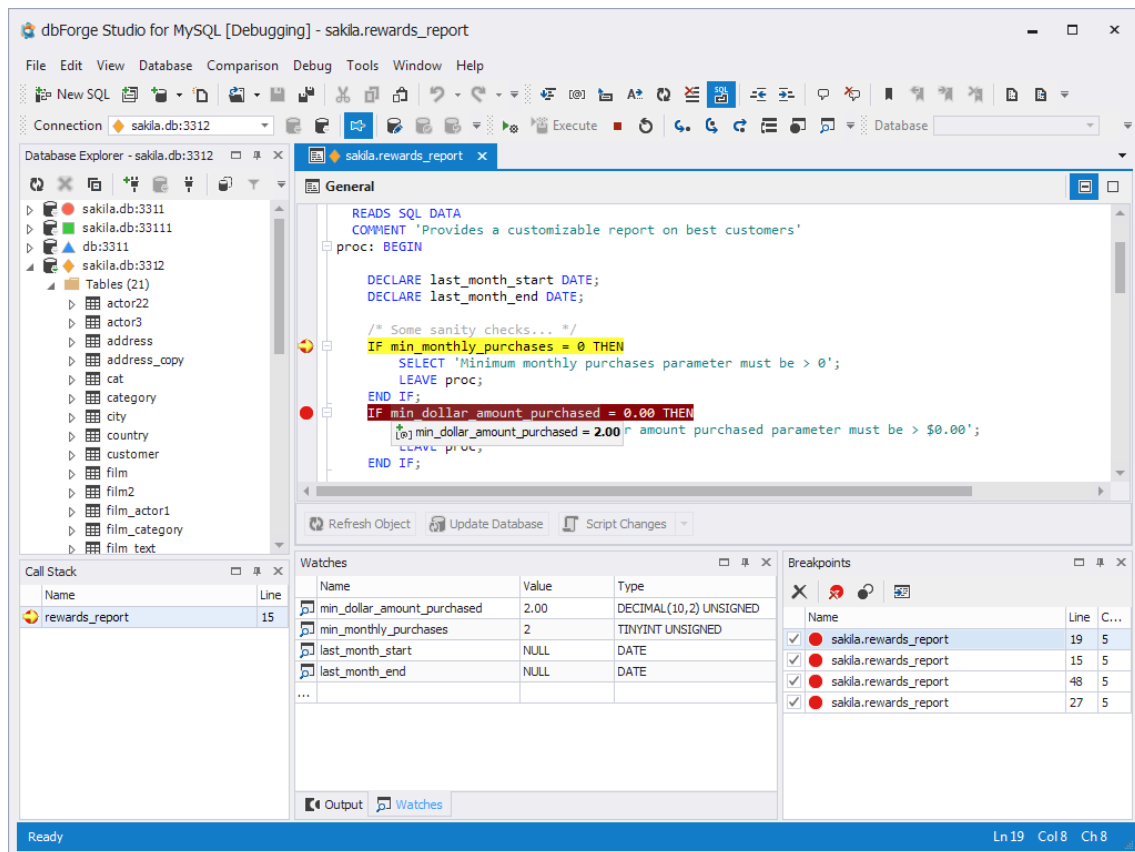 dbForge Studio for MySQL [Debugging] - sakila.rewards_report
File Edit View Database Comparison Debug Tools Window Help
New SQL
Connection sakila.db:3312 Execute Database
Database Explorer - sakila.db:3312
sakila.db:3311
sakila.db:33111
db:3311
sakila.db:3312
Tables (21)
actor22
actor3
address
address_copy
cat
category
city
country
customer
film
film2
film_actor1
film_category
film_text
sakila.rewards_report
General
READS SQL DATA
COMMENT 'Provides a customizable report on best customers'
proc: BEGIN
DECLARE last_month_start DATE;
DECLARE last_month_end DATE;
/* Some sanity checks... */
IF min_monthly_purchases = 0 THEN
SELECT 'Minimum monthly purchases parameter must be > 0';
LEAVE proc;
END IF;
IF min_dollar_amount_purchased = 0.00 THEN
min_dollar_amount_purchased = 2.00 r amount purchased parameter must be > $0.00';
LEAVE proc;
END IF;
Refresh Object Update Database Script Changes
Call Stack
Name Line
rewards_report 15
Watches
Name Value Type
min_dollar_amount_purchased 2.00 DECIMAL(10,2) UNSIGNED
min_monthly_purchases 2 TINYINT UNSIGNED
last_month_start NULL DATE
last_month_end NULL DATE
...
Output Watches
Breakpoints
Name Line C...
sakila.rewards_report 19 5
sakila.rewards_report 15 5
sakila.rewards_report 48 5
sakila.rewards_report 27 5
Ready Ln 19 Col 8 Ch 8